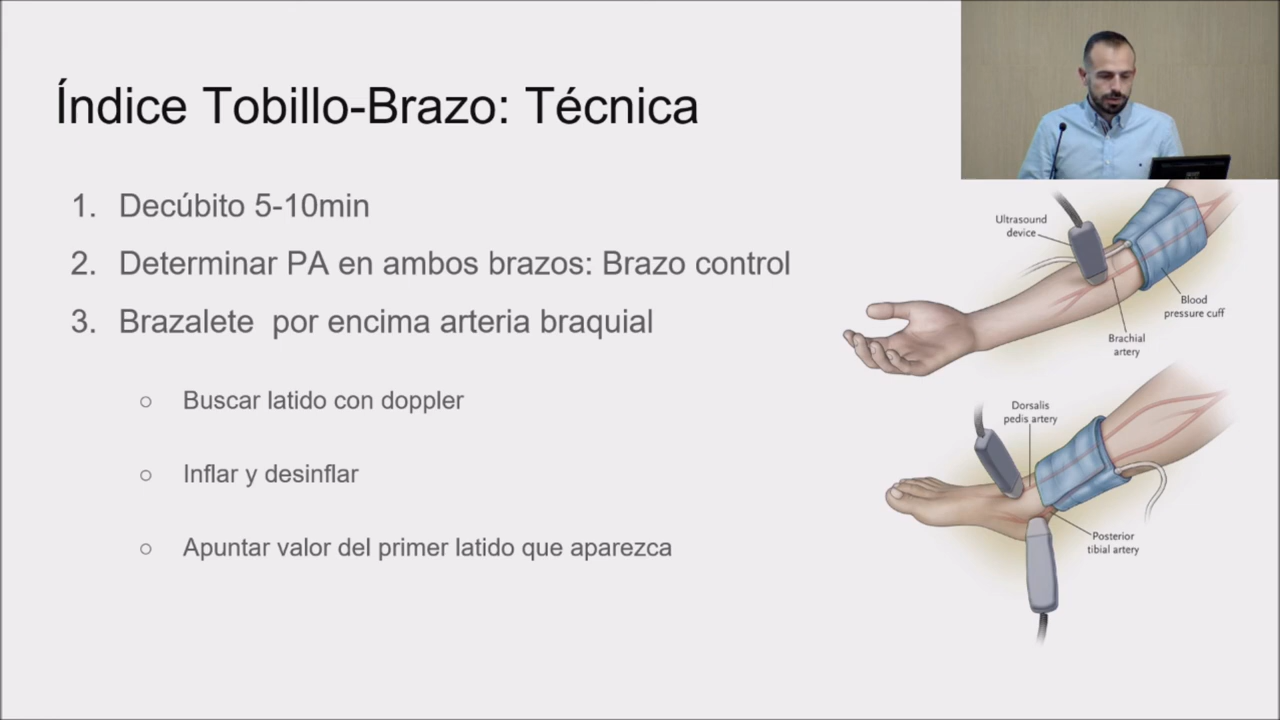 Índice Tobillo-Brazo: Técnica
1. Decúbito 5-10min
2. Determinar PA en ambos brazos: Brazo control
3. Brazalete por encima arteria braquial
○ Buscar latido con doppler
○ Inflar y desinflar
○ Apuntar valor del primer latido que aparezca
Ultrasound
device
Blood
pressure cuff
Brachial
artery
Dorsalis
pedis artery
Posterior
tibial artery